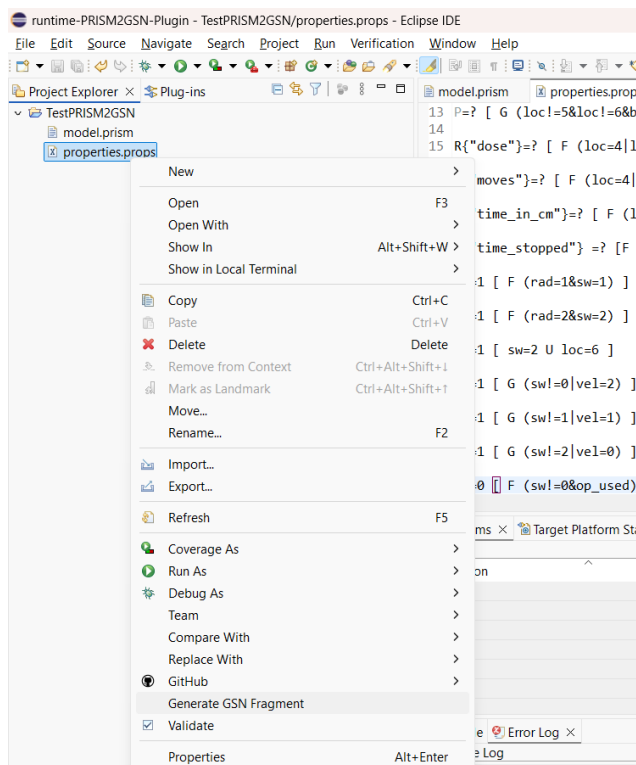 runtime-PRISM2GSN-Plugin - TestPRISM2GSN/properties.props - Eclipse IDE
File Edit Source Navigate Search Project Run Verification Window Help
Project Explorer × Plug-ins
model.prism properties.prop
TestPRISM2GSN
model.prism
properties.props
13 P=? [ G (loc!=5&loc!=6&b
14
15 R{"dose"}=? [ F (loc=4|l
moves"}=? [ F (loc=4|
time_in_cm"}=? [ F (l
time_stopped"} =? [F
=1 [ F (rad=1&sw=1) ]
=1 [ F (rad=2&sw=2) ]
=1 [ sw=2 U loc=6 ]
=1 [ G (sw!=0|vel=2) ]
=1 [ G (sw!=1|vel=1) ]
=1 [ G (sw!=2|vel=0) ]
=0 [ F (sw!=0&op_used)
New
Open F3
Open With
Show In Alt+Shift+W
Show in Local Terminal
Copy Ctrl+C
Paste Ctrl+V
Delete Delete
Remove from Context Ctrl+Alt+Shift+↓
Mark as Landmark Ctrl+Alt+Shift+↑
Move...
Rename... F2
Import...
Export...
Refresh F5
Coverage As
Run As
Debug As
Team
Compare With
Replace With
GitHub
Generate GSN Fragment
Validate
Properties Alt+Enter
ms × Target Platform Sta
on
e Error Log ×
e Log